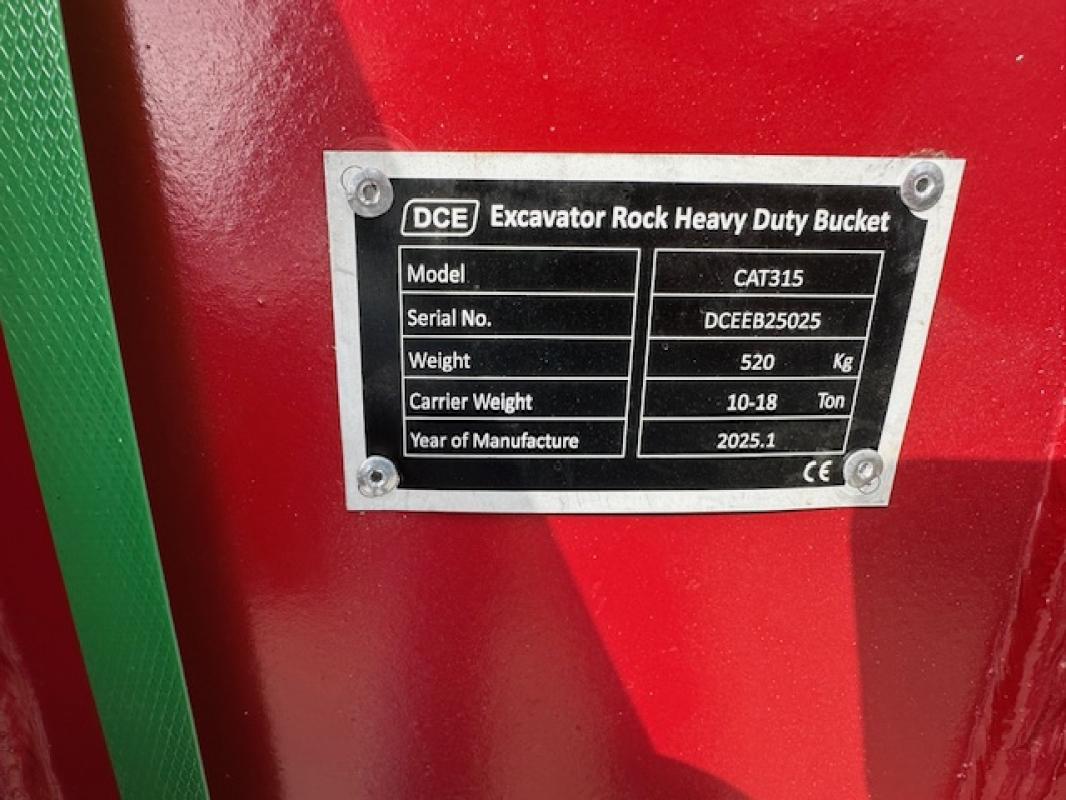 DCE Excavator Rock Heavy Duty Bucket
Model CAT315
Serial No. DCEEB25025
Weight 520 Kg
Carrier Weight 10-18 Ton
Year of Manufacture 2025.1
CE